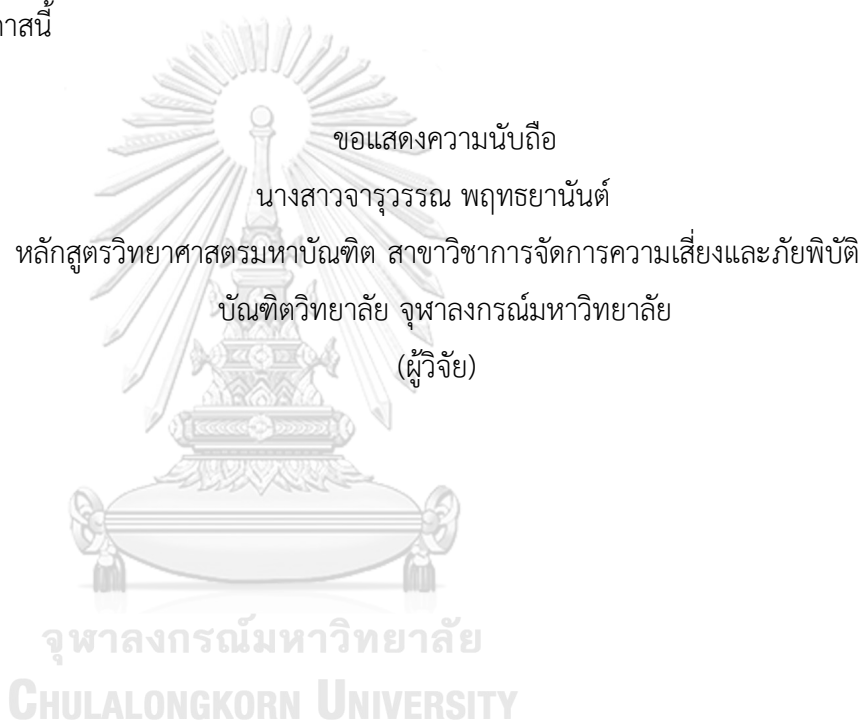 าสนี้
ขอแสดงความนับถือ
นางสาวจารุวรรณ พฤทธยานันต์
หลักสูตรวิทยาศาสตรมหาบัณฑิต สาขาวิชาการจัดการความเสี่ยงและภัยพิบัติ
บัณฑิตวิทยาลัย จุฬาลงกรณ์มหาวิทยาลัย
(ผู้วิจัย)
จุฬาลงกรณ์มหาวิทยาลัย
CHULALONGKORN UNIVERSITY